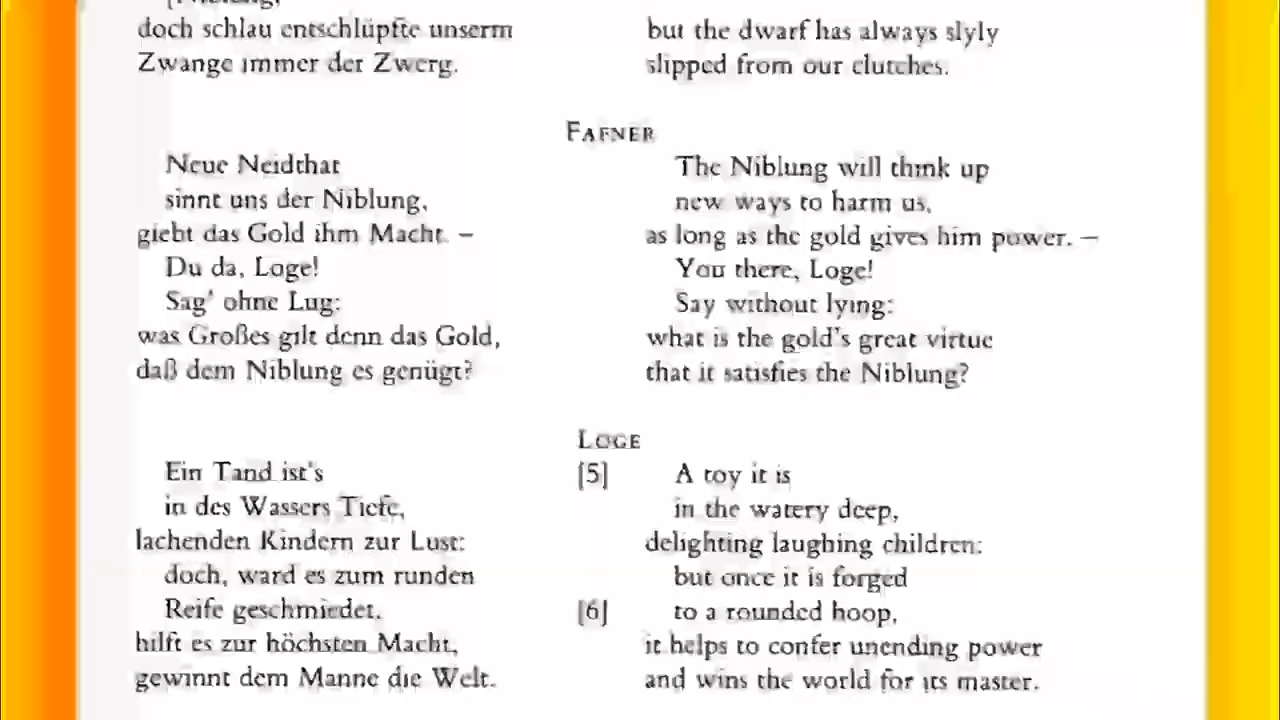 doch schlau entschlüpfte unserm
Zwange immer der Zwerg.
but the dwarf has always slyly
slipped from our clutches.
FAFNER
Neue Neidthat
sinnt uns der Niblung,
giebt das Gold ihm Macht. –
Du da, Loge!
Sag' ohne Lug:
was Großes gilt denn das Gold,
daß dem Niblung es genügt?
The Niblung will think up
new ways to harm us,
as long as the gold gives him power. –
You there, Loge!
Say without lying:
what is the gold's great virtue
that it satisfies the Niblung?
LOGE
Ein Tand ist's
in des Wassers Tiefe,
lachenden Kindern zur Lust:
doch, ward es zum runden
Reife geschmiedet,
hilft es zur höchsten Macht,
gewinnt dem Manne die Welt.
[5] A toy it is
in the watery deep,
delighting laughing children:
but once it is forged
[6] to a rounded hoop,
it helps to confer unending power
and wins the world for its master.